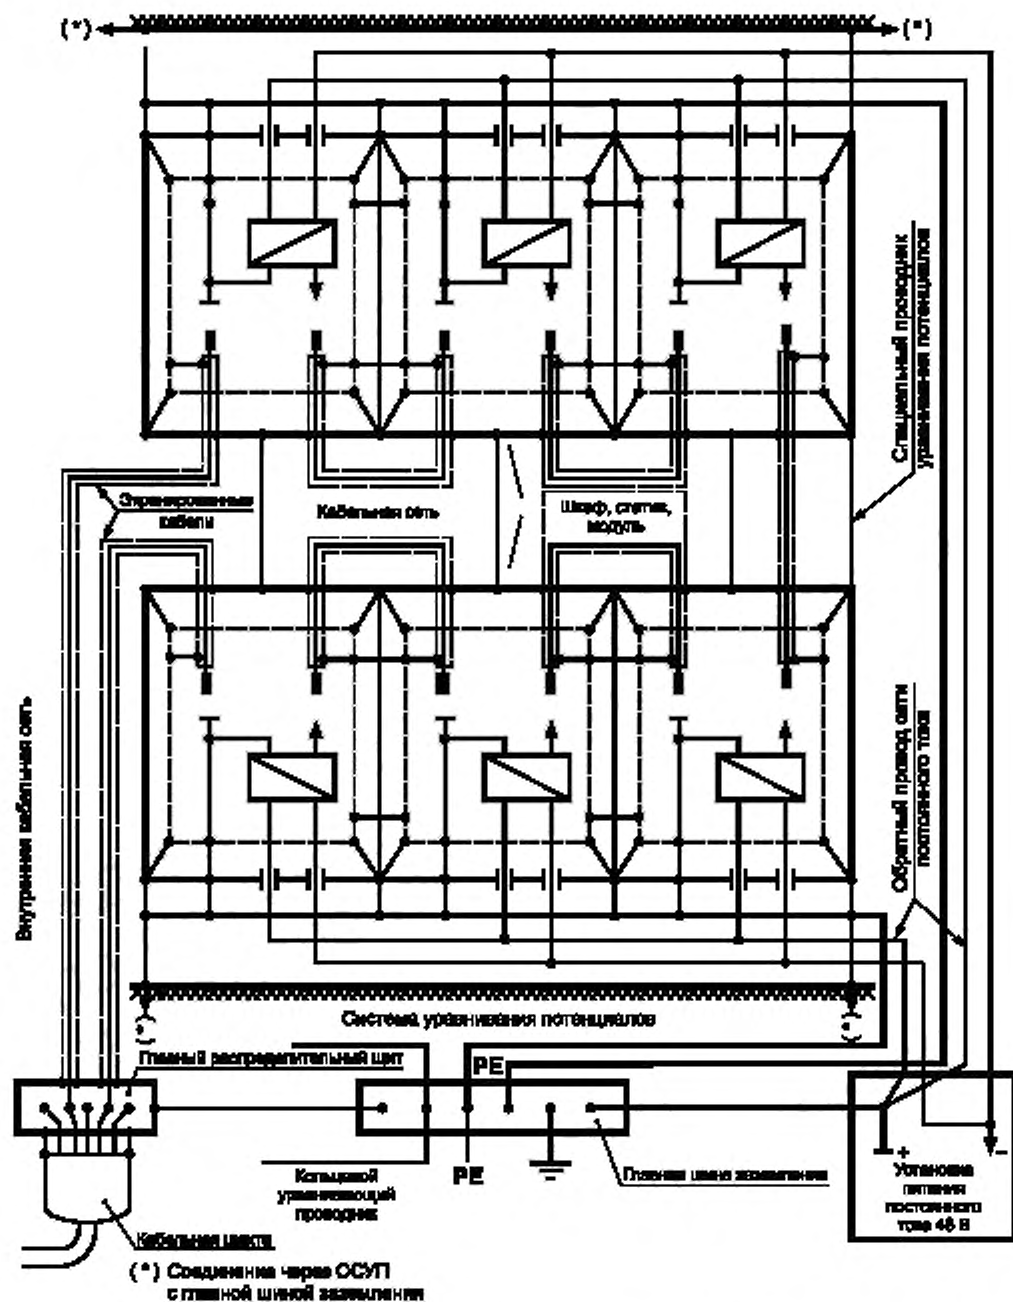 (*)
(*)
Специальный проводник
уравнивания потенциалов
Экранированные
кабели
Кабельная сеть
Шкаф, статив,
модуль
Внутренняя кабельная сеть
Обратный провод сети
постоянного тока
(*)
Система уравнивания потенциалов
(*)
Главный распределительный щит
PE
Кольцевой
уравнивающий
проводник
PE
Главная шина заземления
+
–
Установка
питания
постоянного
тока 48 В
Кабельная шахта
(*) Соединение через ОСУП
с главной шиной заземления